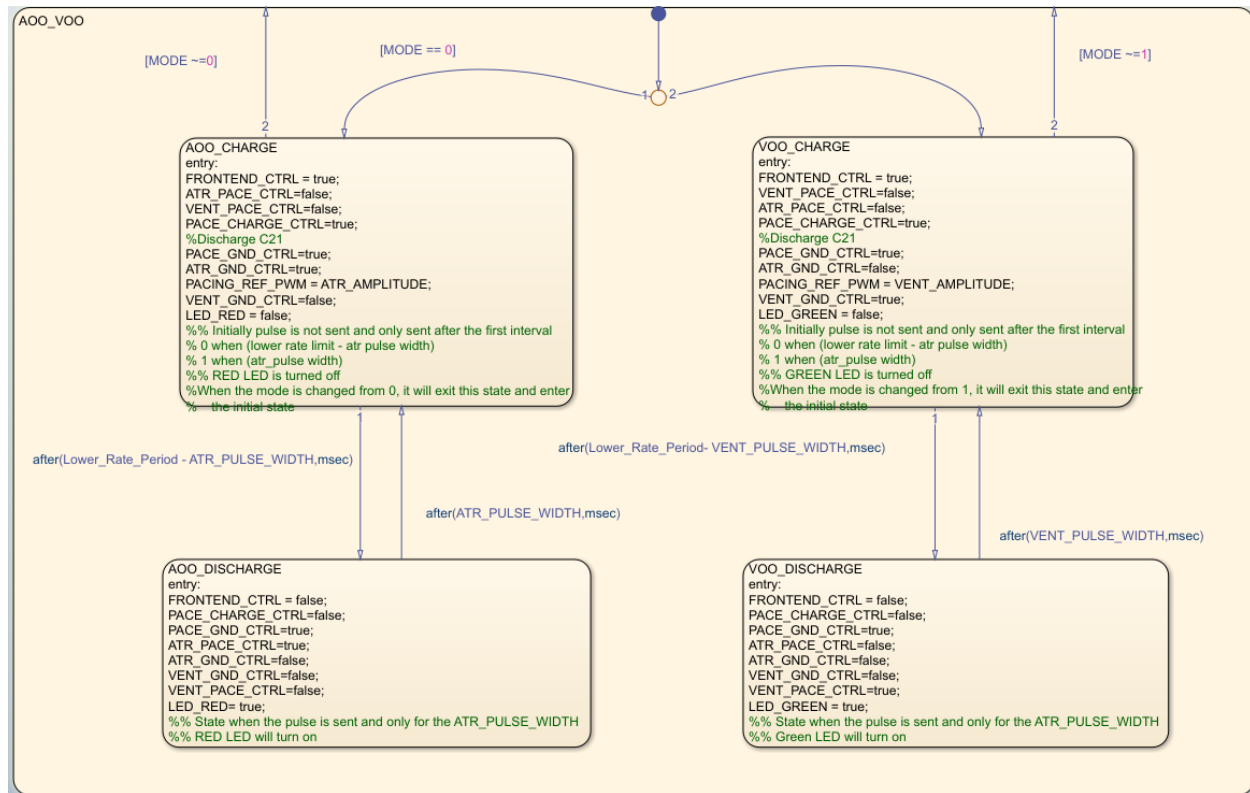 AOO_VOO
[MODE ~=0]
[MODE == 0]
[MODE ~=1]
1
2
2
2
AOO_CHARGE
entry:
FRONTEND_CTRL = true;
ATR_PACE_CTRL=false;
VENT_PACE_CTRL=false;
PACE_CHARGE_CTRL=true;
%Discharge C21
PACE_GND_CTRL=true;
ATR_GND_CTRL=true;
PACING_REF_PWM = ATR_AMPLITUDE;
VENT_GND_CTRL=false;
LED_RED = false;
%% Initially pulse is not sent and only sent after the first interval
% 0 when (lower rate limit - atr pulse width)
% 1 when (atr_pulse width)
%% RED LED is turned off
%When the mode is changed from 0, it will exit this state and enter
% the initial state
VOO_CHARGE
entry:
FRONTEND_CTRL = true;
VENT_PACE_CTRL=false;
ATR_PACE_CTRL=false;
PACE_CHARGE_CTRL=true;
%Discharge C21
PACE_GND_CTRL=true;
ATR_GND_CTRL=false;
PACING_REF_PWM = VENT_AMPLITUDE;
VENT_GND_CTRL=true;
LED_GREEN = false;
%% Initially pulse is not sent and only sent after the first interval
% 0 when (lower rate limit - atr pulse width)
% 1 when (atr_pulse width)
%% GREEN LED is turned off
%When the mode is changed from 1, it will exit this state and enter
% the initial state
1
1
after(Lower_Rate_Period - ATR_PULSE_WIDTH,msec)
after(ATR_PULSE_WIDTH,msec)
after(Lower_Rate_Period- VENT_PULSE_WIDTH,msec)
after(VENT_PULSE_WIDTH,msec)
AOO_DISCHARGE
entry:
FRONTEND_CTRL = false;
PACE_CHARGE_CTRL=false;
PACE_GND_CTRL=true;
ATR_PACE_CTRL=true;
ATR_GND_CTRL=false;
VENT_GND_CTRL=false;
VENT_PACE_CTRL=false;
LED_RED= true;
%% State when the pulse is sent and only for the ATR_PULSE_WIDTH
%% RED LED will turn on
VOO_DISCHARGE
entry:
FRONTEND_CTRL = false;
PACE_CHARGE_CTRL=false;
PACE_GND_CTRL=true;
ATR_PACE_CTRL=false;
ATR_GND_CTRL=false;
VENT_GND_CTRL=false;
VENT_PACE_CTRL=true;
LED_GREEN = true;
%% State when the pulse is sent and only for the ATR_PULSE_WIDTH
%% Green LED will turn on